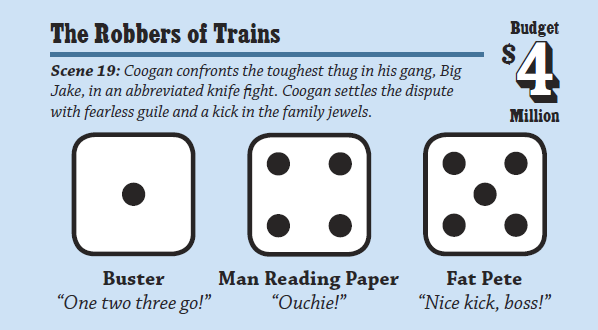 The Robbers of Trains
Budget
$4
Million
Scene 19: Coogan confronts the toughest thug in his gang, Big
Jake, in an abbreviated knife fight. Coogan settles the dispute
with fearless guile and a kick in the family jewels.
Buster
“One two three go!”
Man Reading Paper
“Ouchie!”
Fat Pete
“Nice kick, boss!”